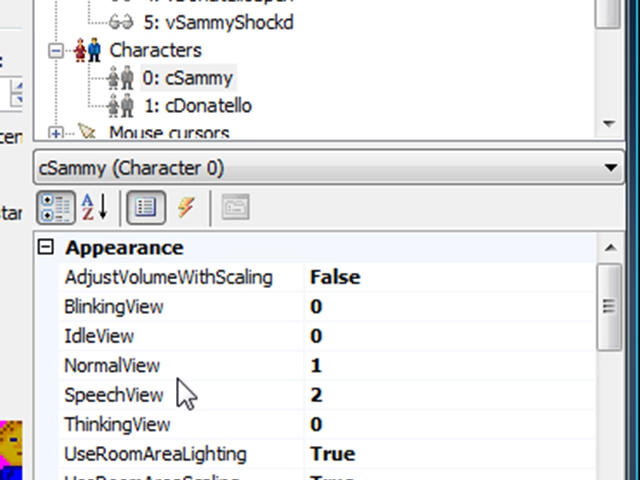 5: vSammyShockd
Characters
0: cSammy
1: cDonatello
Mouse cursors
cSammy (Character 0)
A
Z
Appearance
AdjustVolumeWithScaling False
BlinkingView 0
IdleView 0
NormalView 1
SpeechView 2
ThinkingView 0
UseRoomAreaLighting True